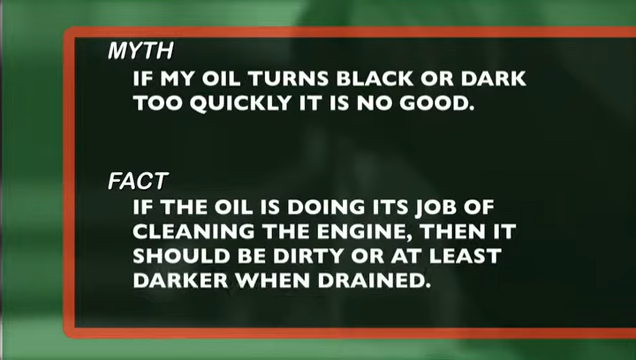 MYTH
IF MY OIL TURNS BLACK OR DARK
TOO QUICKLY IT IS NO GOOD.
FACT
IF THE OIL IS DOING ITS JOB OF
CLEANING THE ENGINE, THEN IT
SHOULD BE DIRTY OR AT LEAST
DARKER WHEN DRAINED.